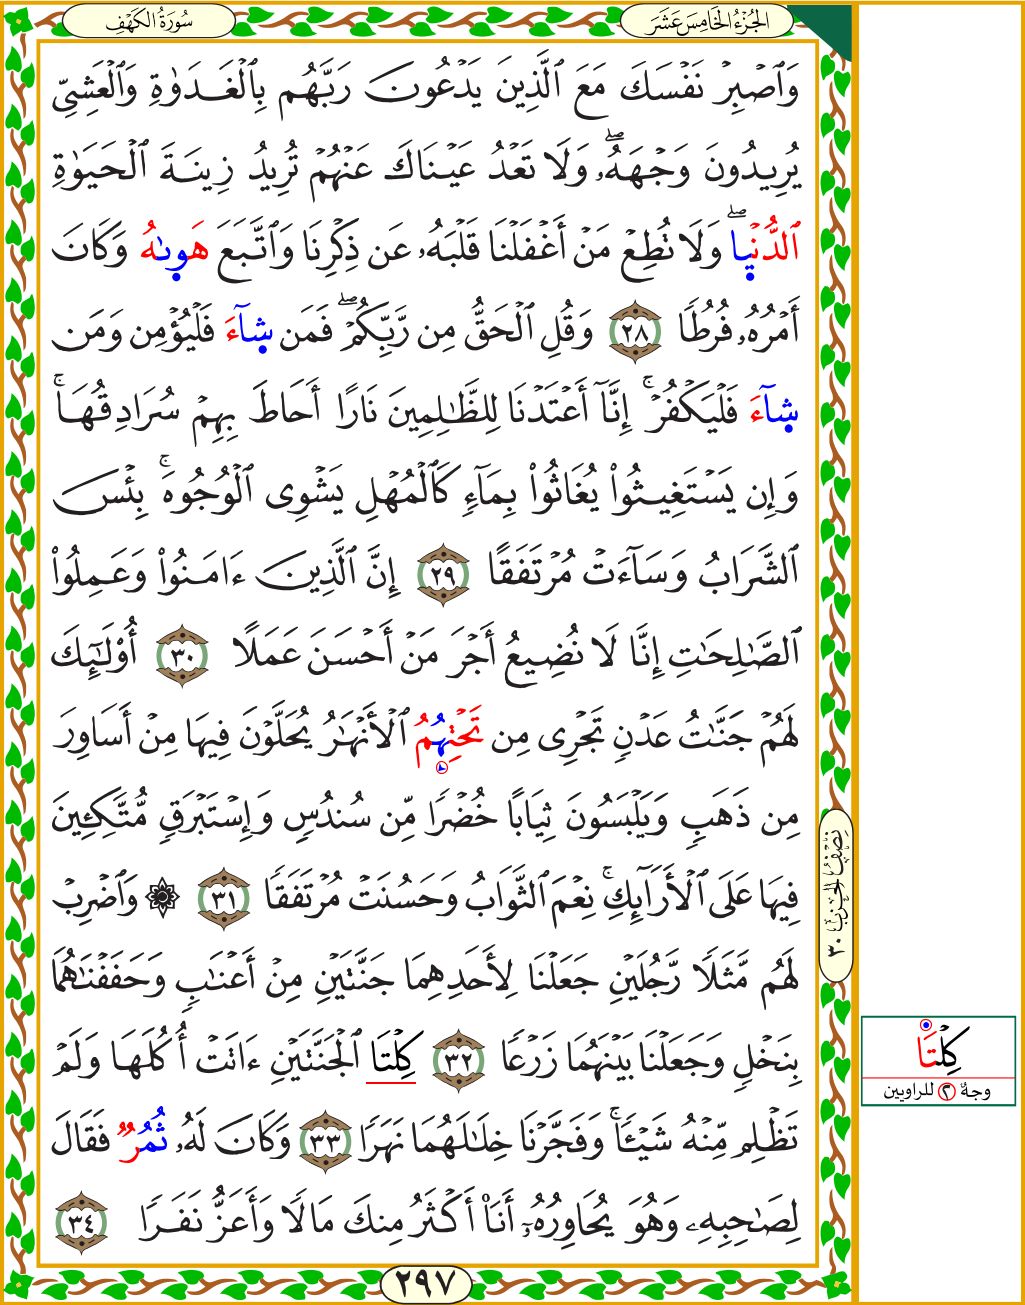 سُورَةُ الكَهۡفِ
الجُزۡءُ الخَامِسَ عَشَرَ
وَٱصۡبِرۡ نَفۡسَكَ مَعَ ٱلَّذِينَ يَدۡعُونَ رَبَّهُم بِٱلۡغَدَوٰةِ وَٱلۡعَشِيِّ
يُرِيدُونَ وَجۡهَهُۥۖ وَلَا تَعۡدُ عَيۡنَاكَ عَنۡهُمۡ تُرِيدُ زِينَةَ ٱلۡحَيَوٰةِ
ٱلدُّنۡيَاۖ وَلَا تُطِعۡ مَنۡ أَغۡفَلۡنَا قَلۡبَهُۥ عَن ذِكۡرِنَا وَٱتَّبَعَ هَوىٰهُ وَكَانَ
أَمۡرُهُۥ فُرُطٗا ٢٨ وَقُلِ ٱلۡحَقُّ مِن رَّبِّكُمۡۖ فَمَن شَآءَ فَلۡيُؤۡمِن وَمَن
شَآءَ فَلۡيَكۡفُرۡۚ إِنَّآ أَعۡتَدۡنَا لِلظَّٰلِمِينَ نَارًا أَحَاطَ بِهِمۡ سُرَادِقُهَاۚ
وَإِن يَسۡتَغِيثُواْ يُغَاثُواْ بِمَآءٖ كَٱلۡمُهۡلِ يَشۡوِي ٱلۡوُجُوهَۚ بِئۡسَ
ٱلشَّرَابُ وَسَآءَتۡ مُرۡتَفَقًا ٢٩ إِنَّ ٱلَّذِينَ ءَامَنُواْ وَعَمِلُواْ
ٱلصَّٰلِحَٰتِ إِنَّا لَا نُضِيعُ أَجۡرَ مَنۡ أَحۡسَنَ عَمَلًا ٣٠ أُوْلَٰٓئِكَ
لَهُمۡ جَنَّٰتُ عَدۡنٖ تَجۡرِي مِن تَحۡتِهِمُ ٱلۡأَنۡهَٰرُ يُحَلَّوۡنَ فِيهَا مِنۡ أَسَاوِرَ
مِن ذَهَبٖ وَيَلۡبَسُونَ ثِيَابًا خُضۡرٗا مِّن سُندُسٖ وَإِسۡتَبۡرَقٖ مُّتَّكِـِٔينَ
فِيهَا عَلَى ٱلۡأَرَآئِكِۚ نِعۡمَ ٱلثَّوَابُ وَحَسُنَتۡ مُرۡتَفَقٗا ٣١ ۞ وَٱضۡرِبۡ
لَهُم مَّثَلٗا رَّجُلَيۡنِ جَعَلۡنَا لِأَحَدِهِمَا جَنَّتَيۡنِ مِنۡ أَعۡنَٰبٖ وَحَفَفۡنَٰهُمَا
بِنَخۡلٖ وَجَعَلۡنَا بَيۡنَهُمَا زَرۡعٗا ٣٢ كِلۡتَا ٱلۡجَنَّتَيۡنِ ءَاتَتۡ أُكُلَهَا وَلَمۡ
تَظۡلِم مِّنۡهُ شَيۡـٔٗاۚ وَفَجَّرۡنَا خِلَٰلَهُمَا نَهَرٗا ٣٣ وَكَانَ لَهُۥ ثُمُرٞ فَقَالَ
لِصَٰحِبِهِۦ وَهُوَ يُحَاوِرُهُۥٓ أَنَا۠ أَكۡثَرُ مِنكَ مَالٗا وَأَعَزُّ نَفَرٗا ٣٤
نِصۡفُ الحِزۡب ٣٠
كِلۡتَا
وجه ٢ للراويين
٢٩٧